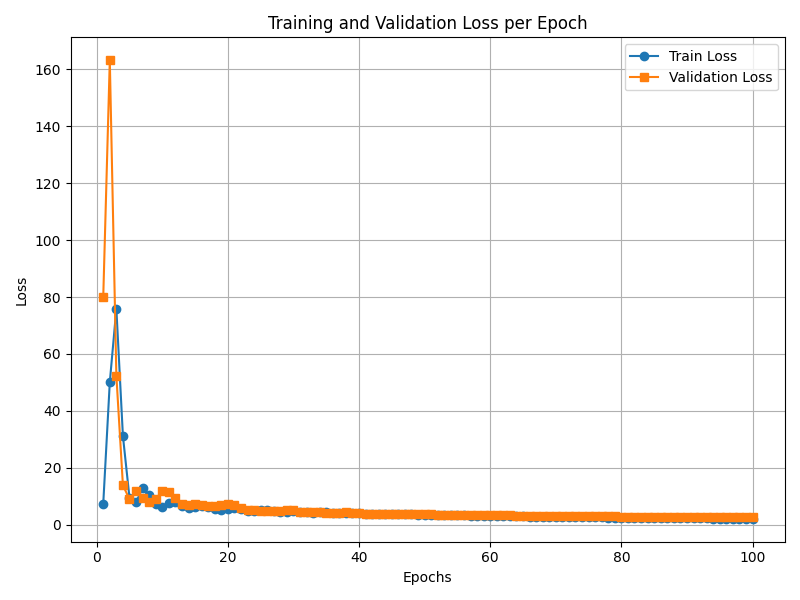 Training and Validation Loss per Epoch
Train Loss
Validation Loss
Loss
160
140
120
100
80
60
40
20
0
0 20 40 60 80 100
Epochs